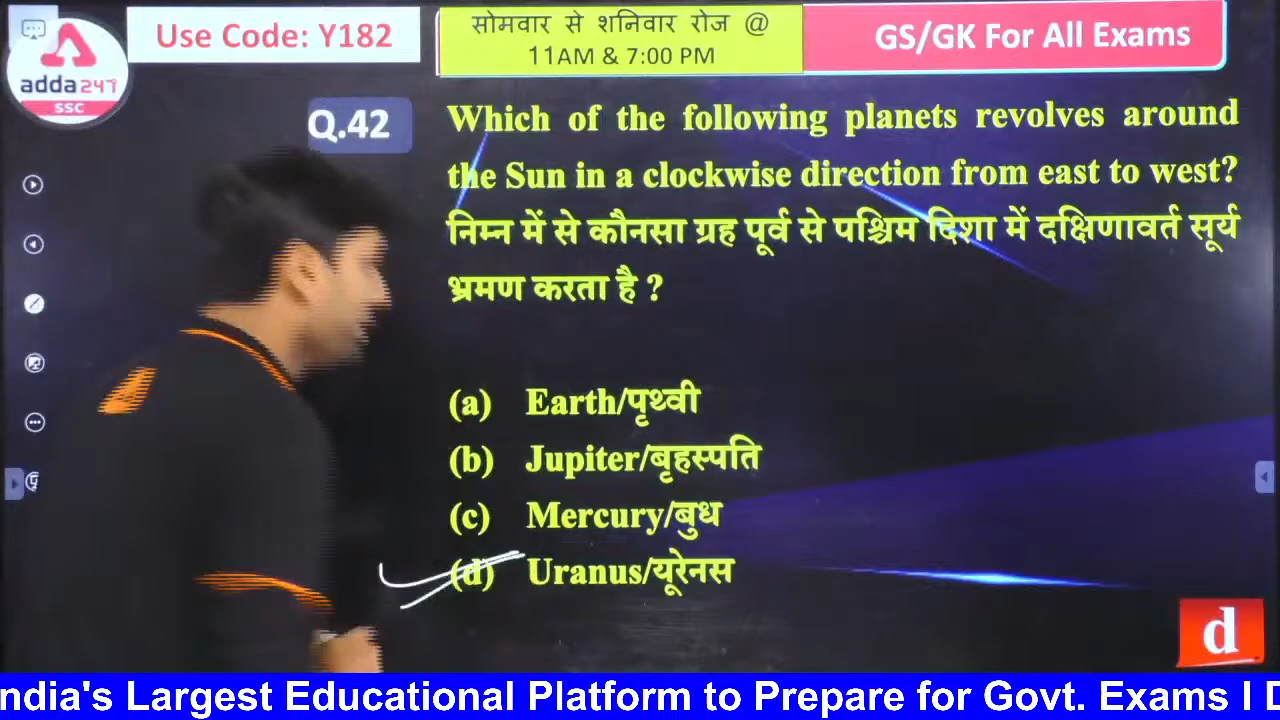 adda247
SSC
Use Code: Y182
सोमवार से शनिवार रोज @
11AM & 7:00 PM
GS/GK For All Exams
Q.42
Which of the following planets revolves around
the Sun in a clockwise direction from east to west?
निम्न में से कौनसा ग्रह पूर्व से पश्चिम दिशा में दक्षिणावर्त सूर्य
भ्रमण करता है ?
(a) Earth/पृथ्वी
(b) Jupiter/बृहस्पति
(c) Mercury/बुध
(d) Uranus/यूरेनस
d
ndia's Largest Educational Platform to Prepare for Govt. Exams I D